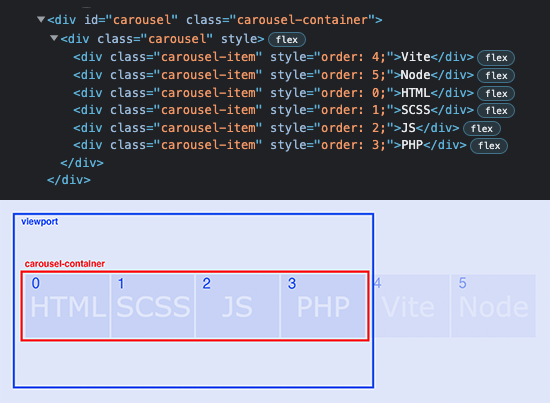 <div id="carousel" class="carousel-container">
<div class="carousel" style> flex
<div class="carousel-item" style="order: 4;">Vite</div> flex
<div class="carousel-item" style="order: 5;">Node</div> flex
<div class="carousel-item" style="order: 0;">HTML</div> flex
<div class="carousel-item" style="order: 1;">SCSS</div> flex
<div class="carousel-item" style="order: 2;">JS</div> flex
<div class="carousel-item" style="order: 3;">PHP</div> flex
</div>
</div>
viewport
carousel-container
0 1 2 3 4 5
HTML SCSS JS PHP Vite Node